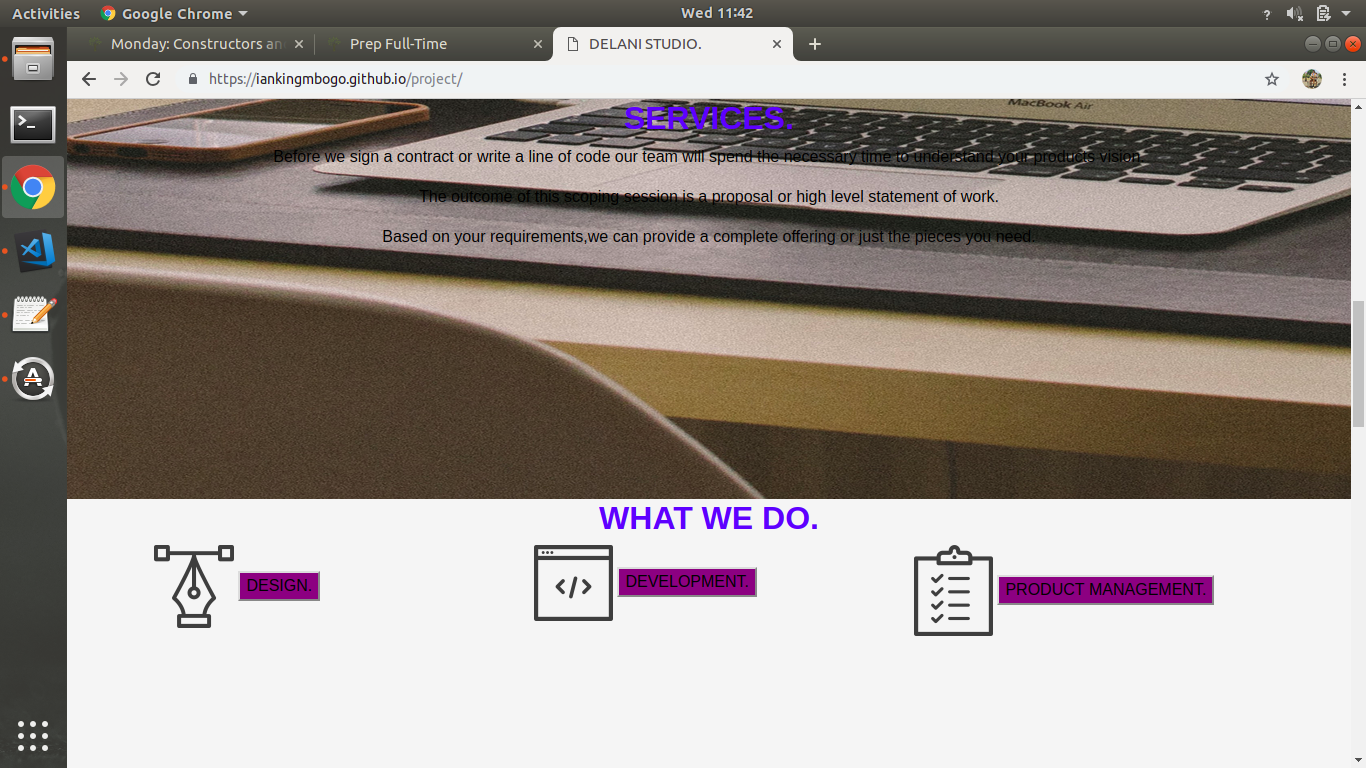 Activities Google Chrome Wed 11:42 ?
Monday: Constructors an Prep Full-Time DELANI STUDIO.
https://iankingmbogo.github.io/project/
MacBook Air
SERVICES.
Before we sign a contract or write a line of code our team will spend the necessary time to understand your products vision.
The outcome of this scoping session is a proposal or high level statement of work.
Based on your requirements,we can provide a complete offering or just the pieces you need.
WHAT WE DO.
DESIGN. </> DEVELOPMENT. PRODUCT MANAGEMENT.